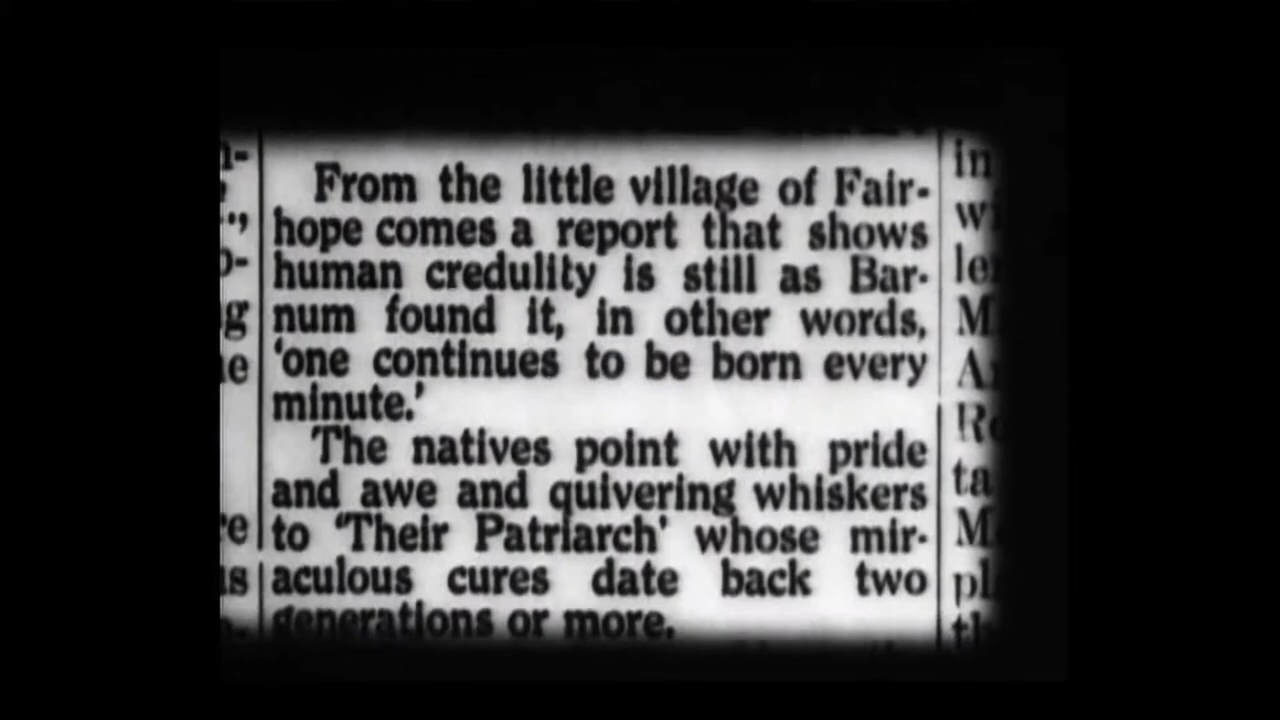 From the little village of Fair-
hope comes a report that shows
human credulity is still as Bar-
num found it, in other words,
'one continues to be born every
minute.'
The natives point with pride
and awe and quivering whiskers
to 'Their Patriarch' whose mir-
aculous cures date back two
generations or more.